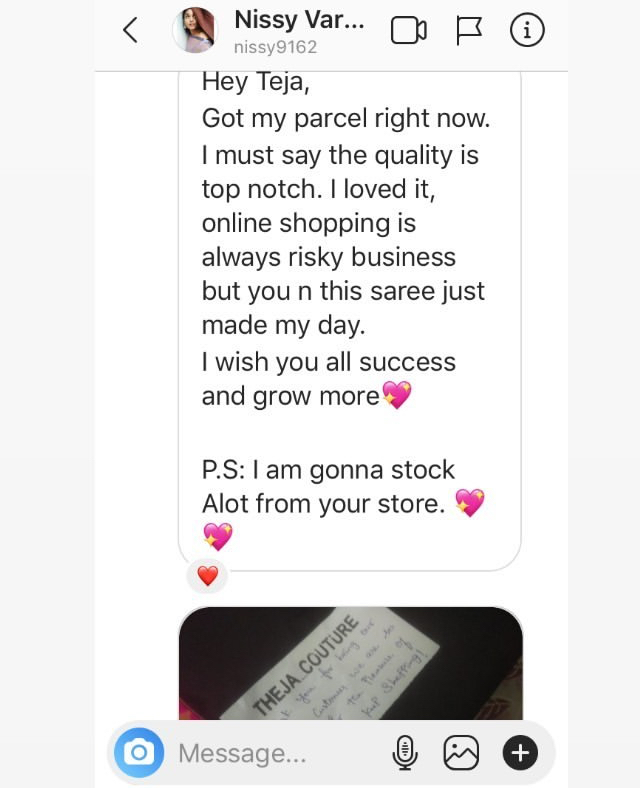 Nissy Var...
nissy9162
Hey Teja,
Got my parcel right now.
I must say the quality is
top notch. I loved it,
online shopping is
always risky business
but you n this saree just
made my day.
I wish you all success
and grow more💖
P.S: I am gonna stock
Alot from your store. 💖
💖
THEJA COUTURE
you for being our
customer we are
the Pleasure of
Keep Shopping!
Message...